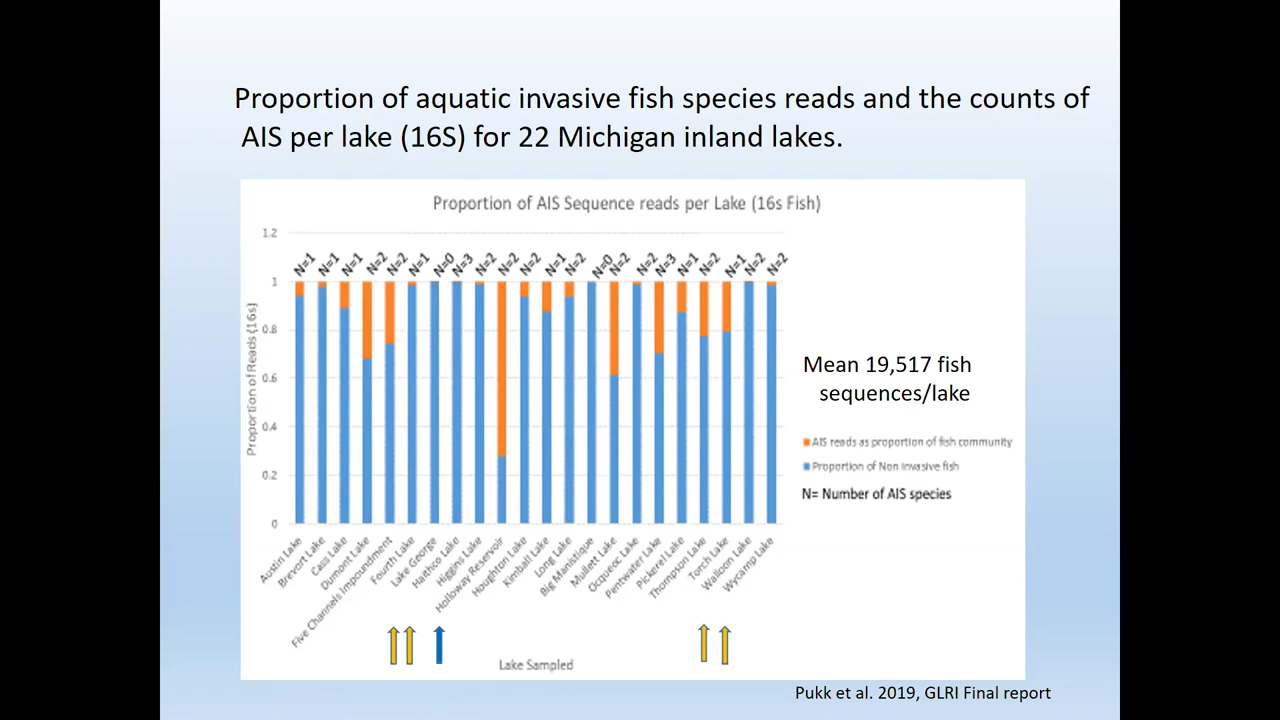 Proportion of aquatic invasive fish species reads and the counts of
AIS per lake (16S) for 22 Michigan inland lakes.
Proportion of AIS Sequence reads per Lake (16s Fish)
1.2
N=1 N=1 N=1 N=2 N=2 N=1 N=0 N=3 N=2 N=2 N=2 N=1 N=2 N=0 N=2 N=2 N=3 N=1 N=2 N=1 N=2 N=2
1
0.8
0.6
0.4
0.2
0
Proportion of Reads (16s)
Mean 19,517 fish
sequences/lake
AIS reads as proportion of fish community
Proportion of Non invasive fish
N= Number of AIS species
Austin Lake
Brevort Lake
Cass Lake
Dumont Lake
Five Channels Impoundment
Fourth Lake
Lake George
Haithco Lake
Higgins Lake
Holloway Reservoir
Houghton Lake
Kimball Lake
Long Lake
Big Manistique
Mullett Lake
Ocqueoc Lake
Pentwater Lake
Pickerel Lake
Thompson Lake
Torch Lake
Walloon Lake
Wycamp Lake
Lake Sampled
Pukk et al. 2019, GLRI Final report